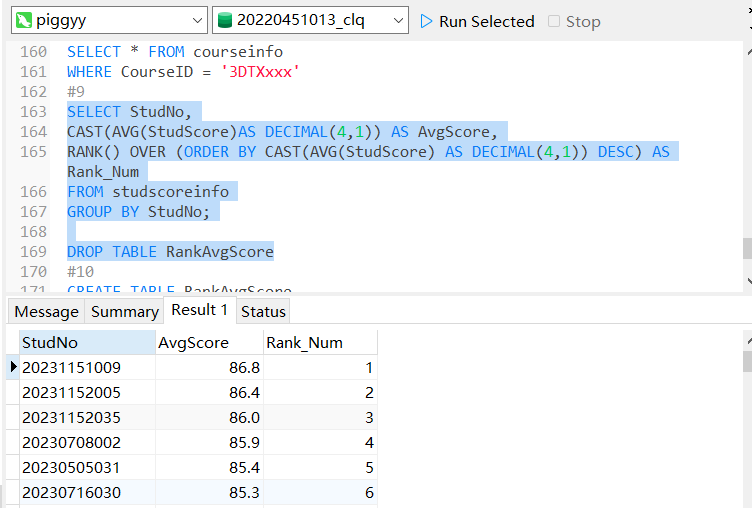 piggyy 20220451013_clq Run Selected Stop
160 SELECT * FROM courseinfo
161 WHERE CourseID = '3DTXxxx'
162 #9
163 SELECT StudNo,
164 CAST(AVG(StudScore)AS DECIMAL(4,1)) AS AvgScore,
165 RANK() OVER (ORDER BY CAST(AVG(StudScore) AS DECIMAL(4,1)) DESC) AS
Rank_Num
166 FROM studscoreinfo
167 GROUP BY StudNo;
168
169 DROP TABLE RankAvgScore
170 #10
171 CREATE TABLE RankAvgScore
Message Summary Result 1 Status
StudNo AvgScore Rank_Num
20231151009 86.8 1
20231152005 86.4 2
20231152035 86.0 3
20230708002 85.9 4
20230505031 85.4 5
20230716030 85.3 6